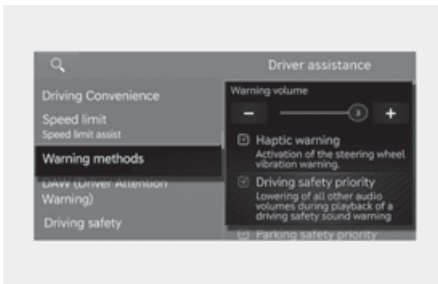 Driver assistance
Driving Convenience
Speed limit
Speed limit assist
Warning methods
DAW (Driver Attention
Warning)
Driving safety
Warning volume
3
Haptic warning
Activation of the steering wheel
vibration warning.
Driving safety priority
Lowering of all other audio
volumes during playback of a
driving safety sound warning
Parking safety priority